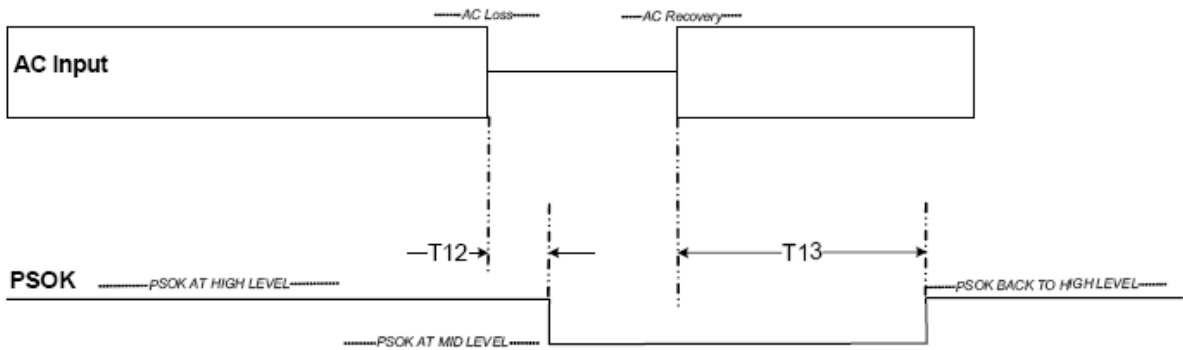 AC Loss
AC Recovery
AC Input
T12
T13
PSOK
PSOK AT HIGH LEVEL
PSOK BACK TO HIGH LEVEL
PSOK AT MID LEVEL